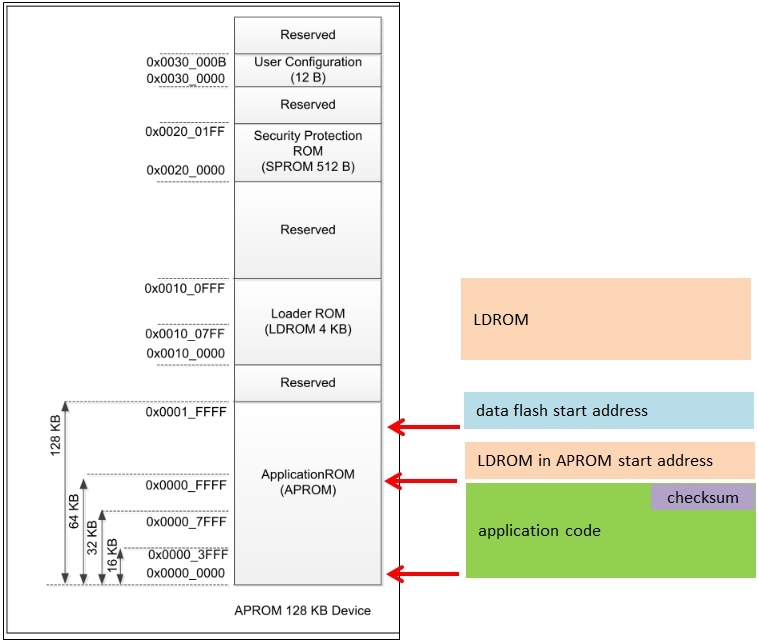 Reserved
0x0030_000B
0x0030_0000
User Configuration
(12 B)
Reserved
0x0020_01FF
0x0020_0000
Security Protection
ROM
(SPROM 512 B)
Reserved
0x0010_0FFF
0x0010_07FF
0x0010_0000
Loader ROM
(LDROM 4 KB)
LDROM
Reserved
0x0001_FFFF
data flash start address
128 KB
LDROM in APROM start address
ApplicationROM
(APROM)
0x0000_FFFF
64 KB
checksum
0x0000_7FFF
32 KB
application code
0x0000_3FFF
16 KB
0x0000_0000
APROM 128 KB Device